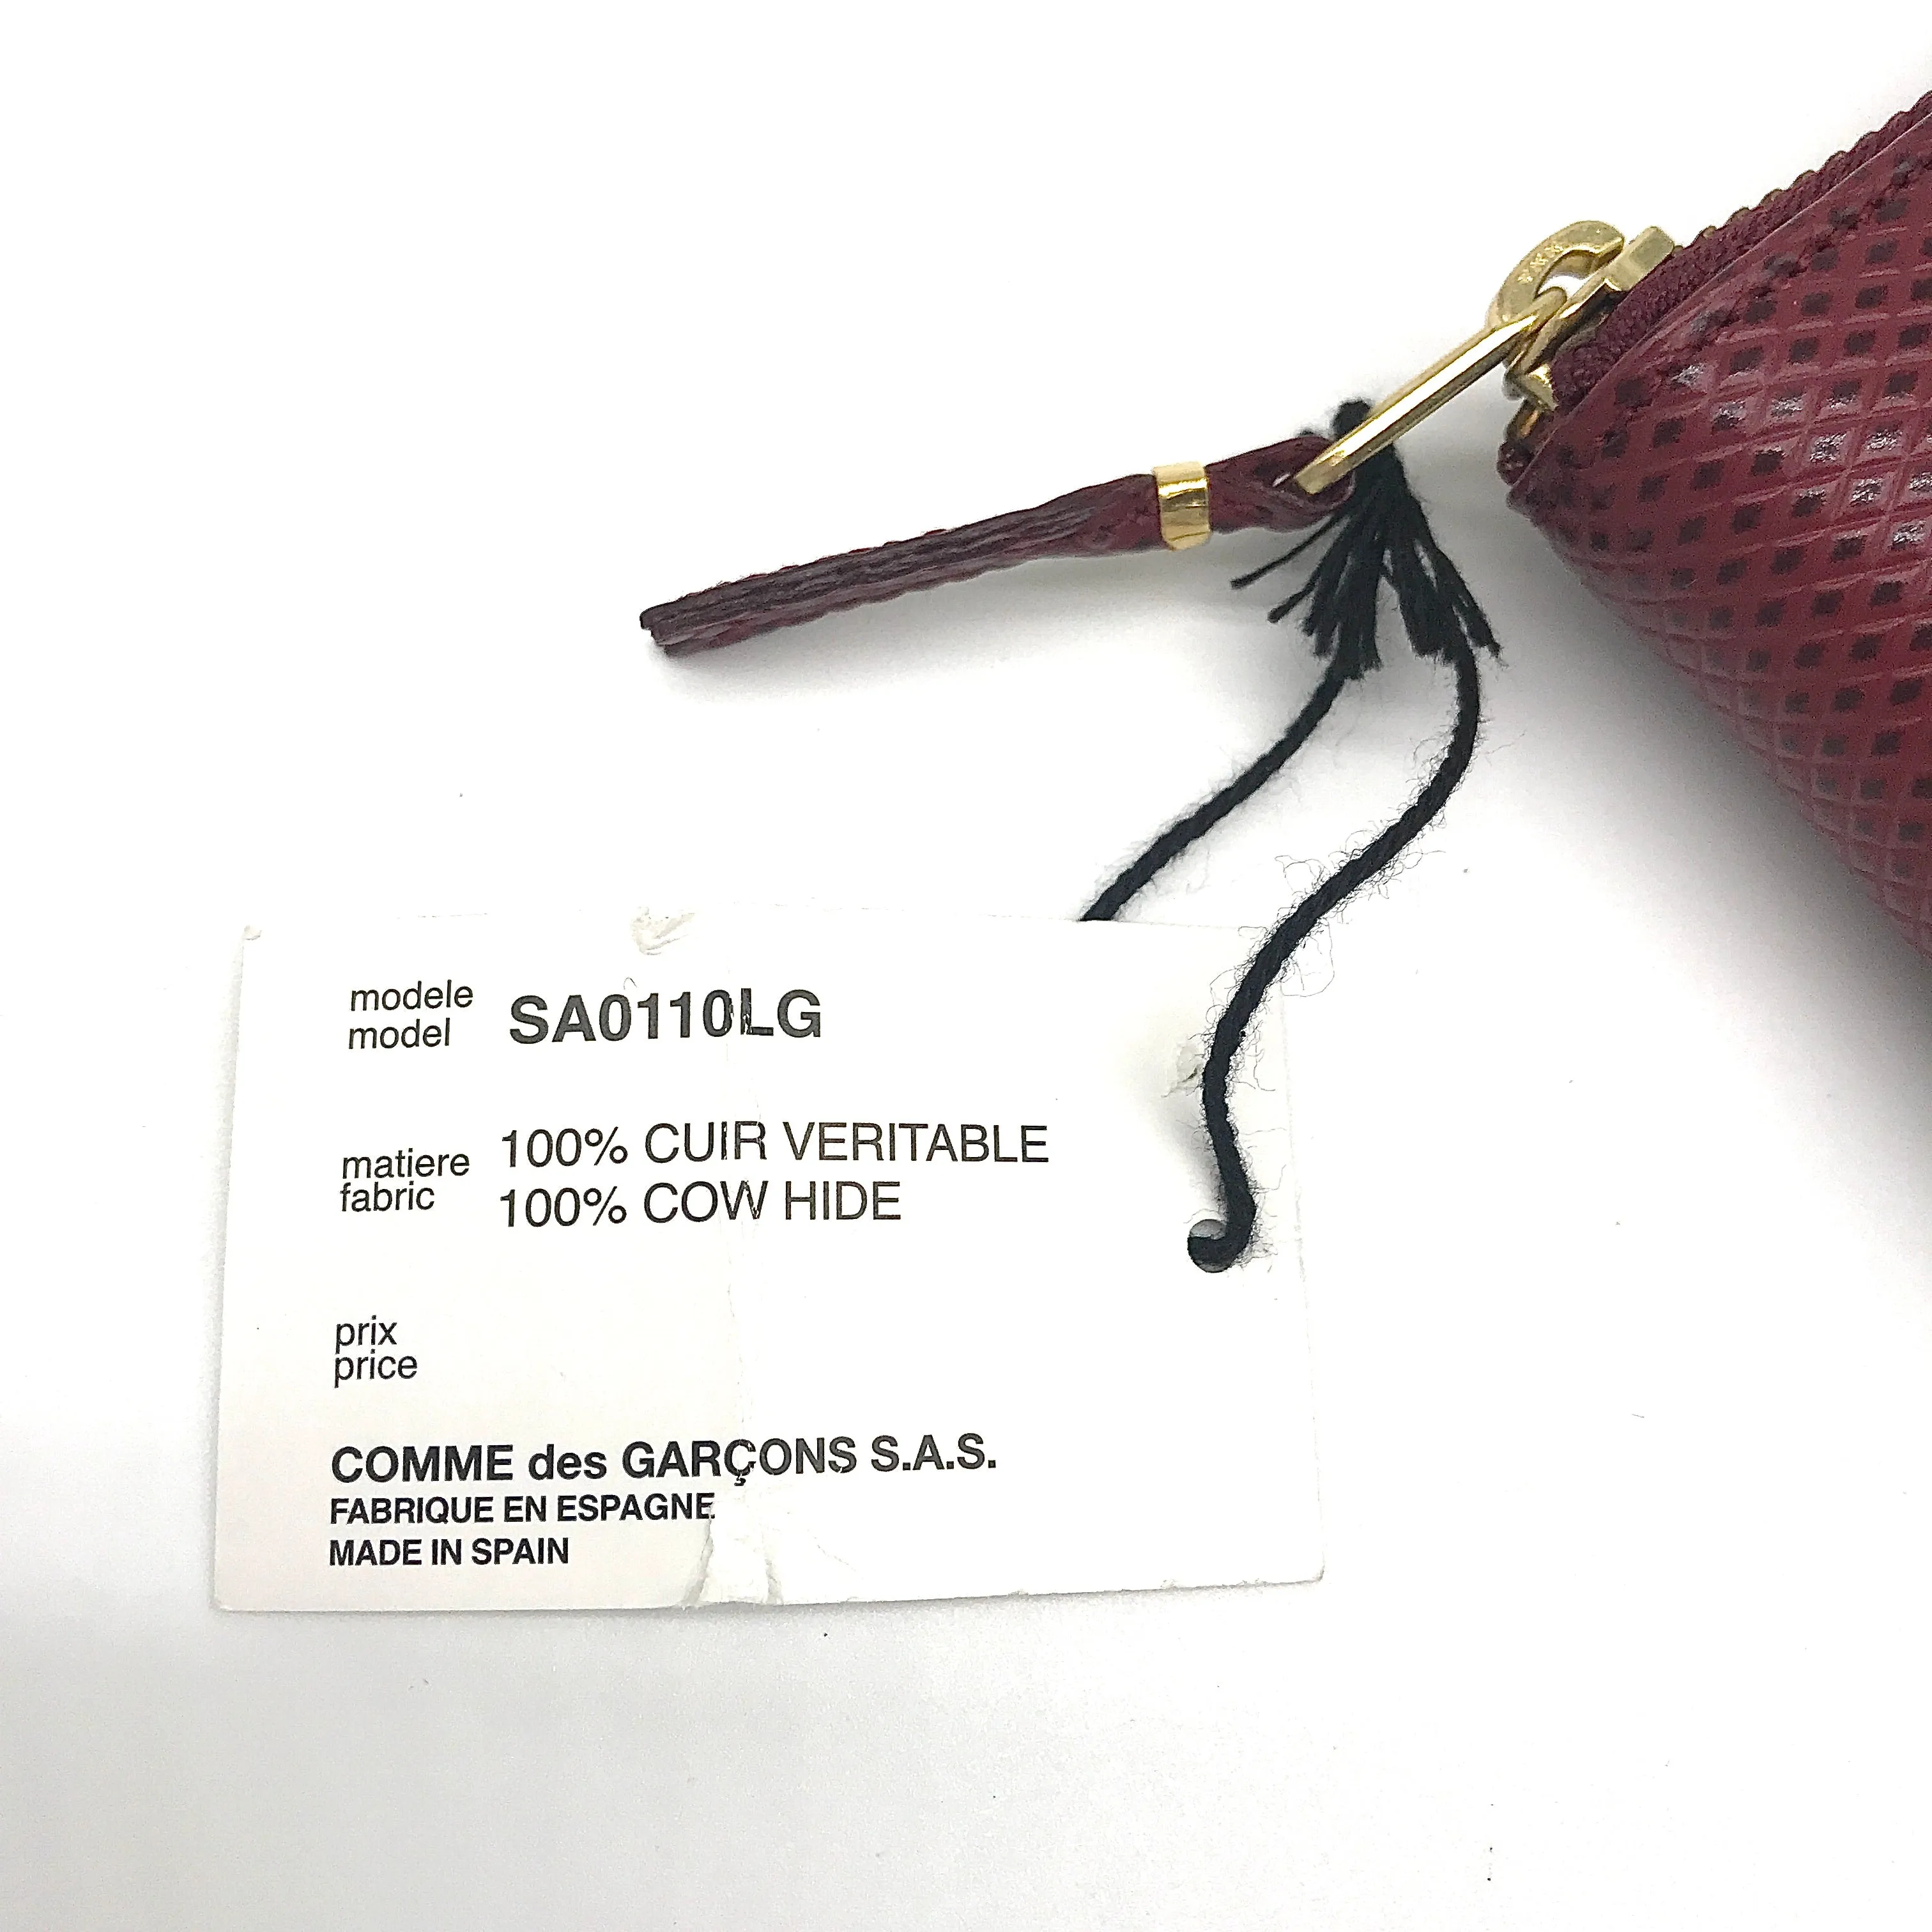 modele
model SA0110LG
matiere 100% CUIR VERITABLE
fabric 100% COW HIDE
prix
price
COMME des GARÇONS S.A.S.
FABRIQUE EN ESPAGNE
MADE IN SPAIN